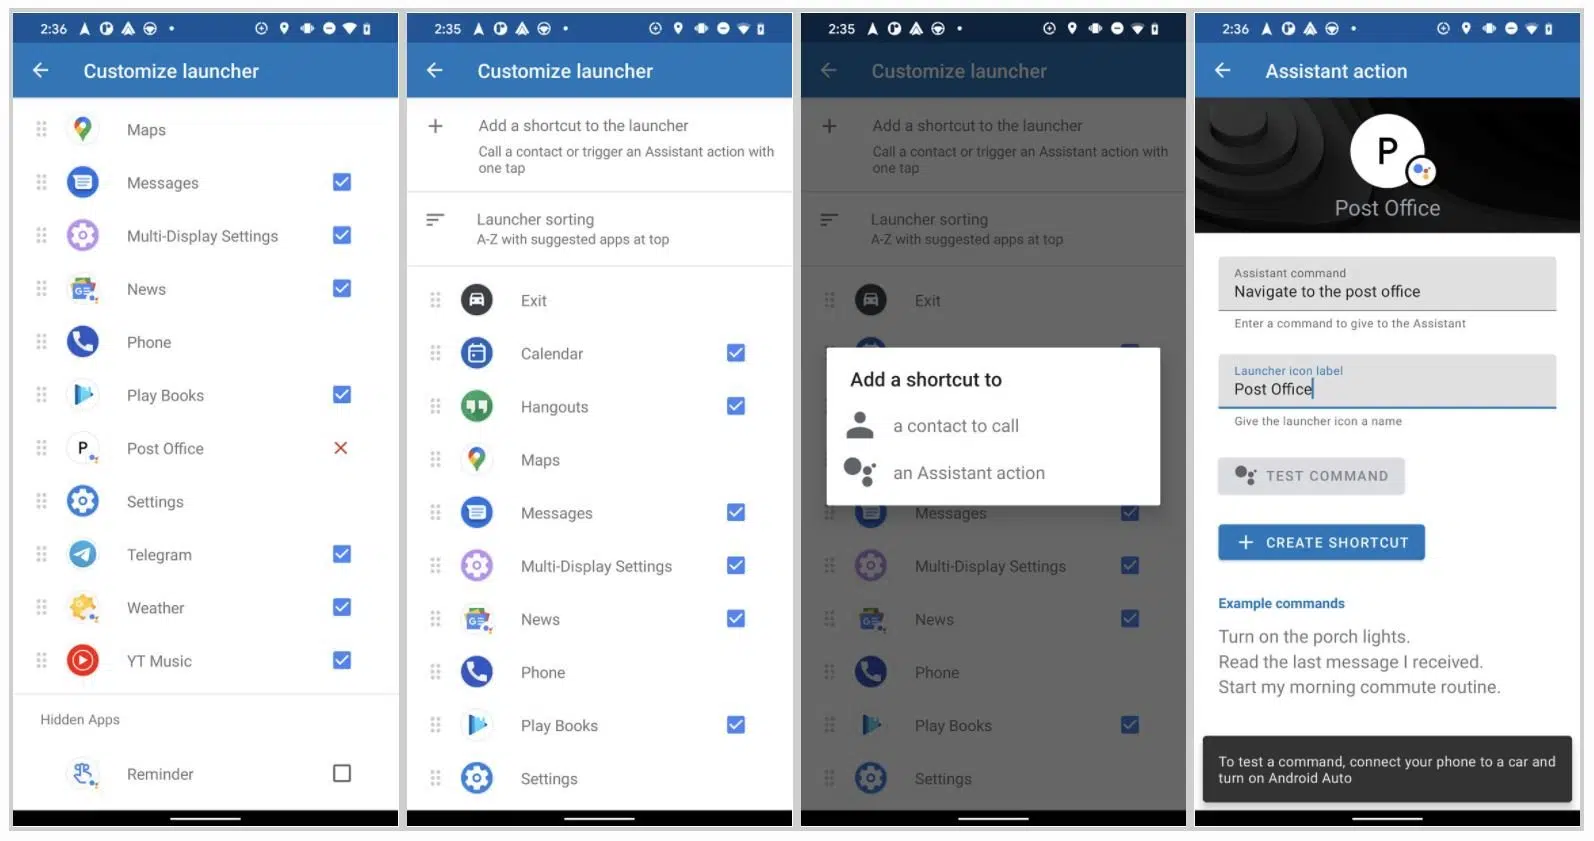 2:36
Customize launcher
Maps
Messages
Multi-Display Settings
News
Phone
Play Books
P
Post Office
Settings
Telegram
Weather
YT Music
Hidden Apps
Reminder
2:35
Customize launcher
Add a shortcut to the launcher
Call a contact or trigger an Assistant action with
one tap
Launcher sorting
A-Z with suggested apps at top
Exit
Calendar
Hangouts
Maps
Messages
Multi-Display Settings
News
Phone
Play Books
Settings
2:35
Customize launcher
Add a shortcut to the launcher
Call a contact or trigger an Assistant action with
one tap
Launcher sorting
A-Z with suggested apps at top
Exit
Add a shortcut to
a contact to call
an Assistant action
Messages
Multi-Display Settings
News
Phone
Play Books
Settings
2:36
Assistant action
P
Post Office
Assistant command
Navigate to the post office
Enter a command to give to the Assistant
Launcher icon label
Post Office
Give the launcher icon a name
TEST COMMAND
+ CREATE SHORTCUT
Example commands
Turn on the porch lights.
Read the last message I received.
Start my morning commute routine.
To test a command, connect your phone to a car and
turn on Android Auto